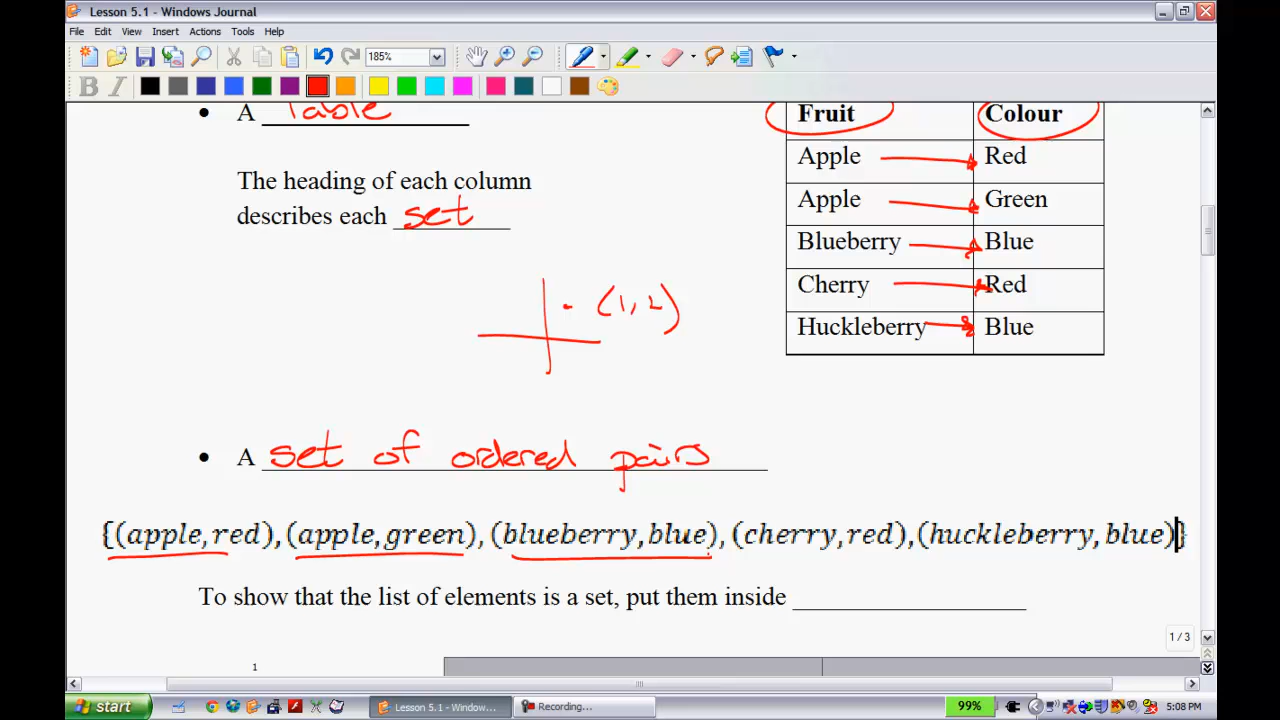 Lesson 5.1 - Windows Journal
File Edit View Insert Actions Tools Help
185%
B I
• A Table
Fruit Colour
Apple Red
Apple Green
Blueberry Blue
Cherry Red
Huckleberry Blue
The heading of each column
describes each set
(1,2)
• A set of ordered pairs
{(apple,red),(apple,green),(blueberry,blue),(cherry,red),(huckleberry,blue)}
To show that the list of elements is a set, put them inside
1 / 3
1
start Lesson 5.1 - Window... Recording... 99% 5:08 PM